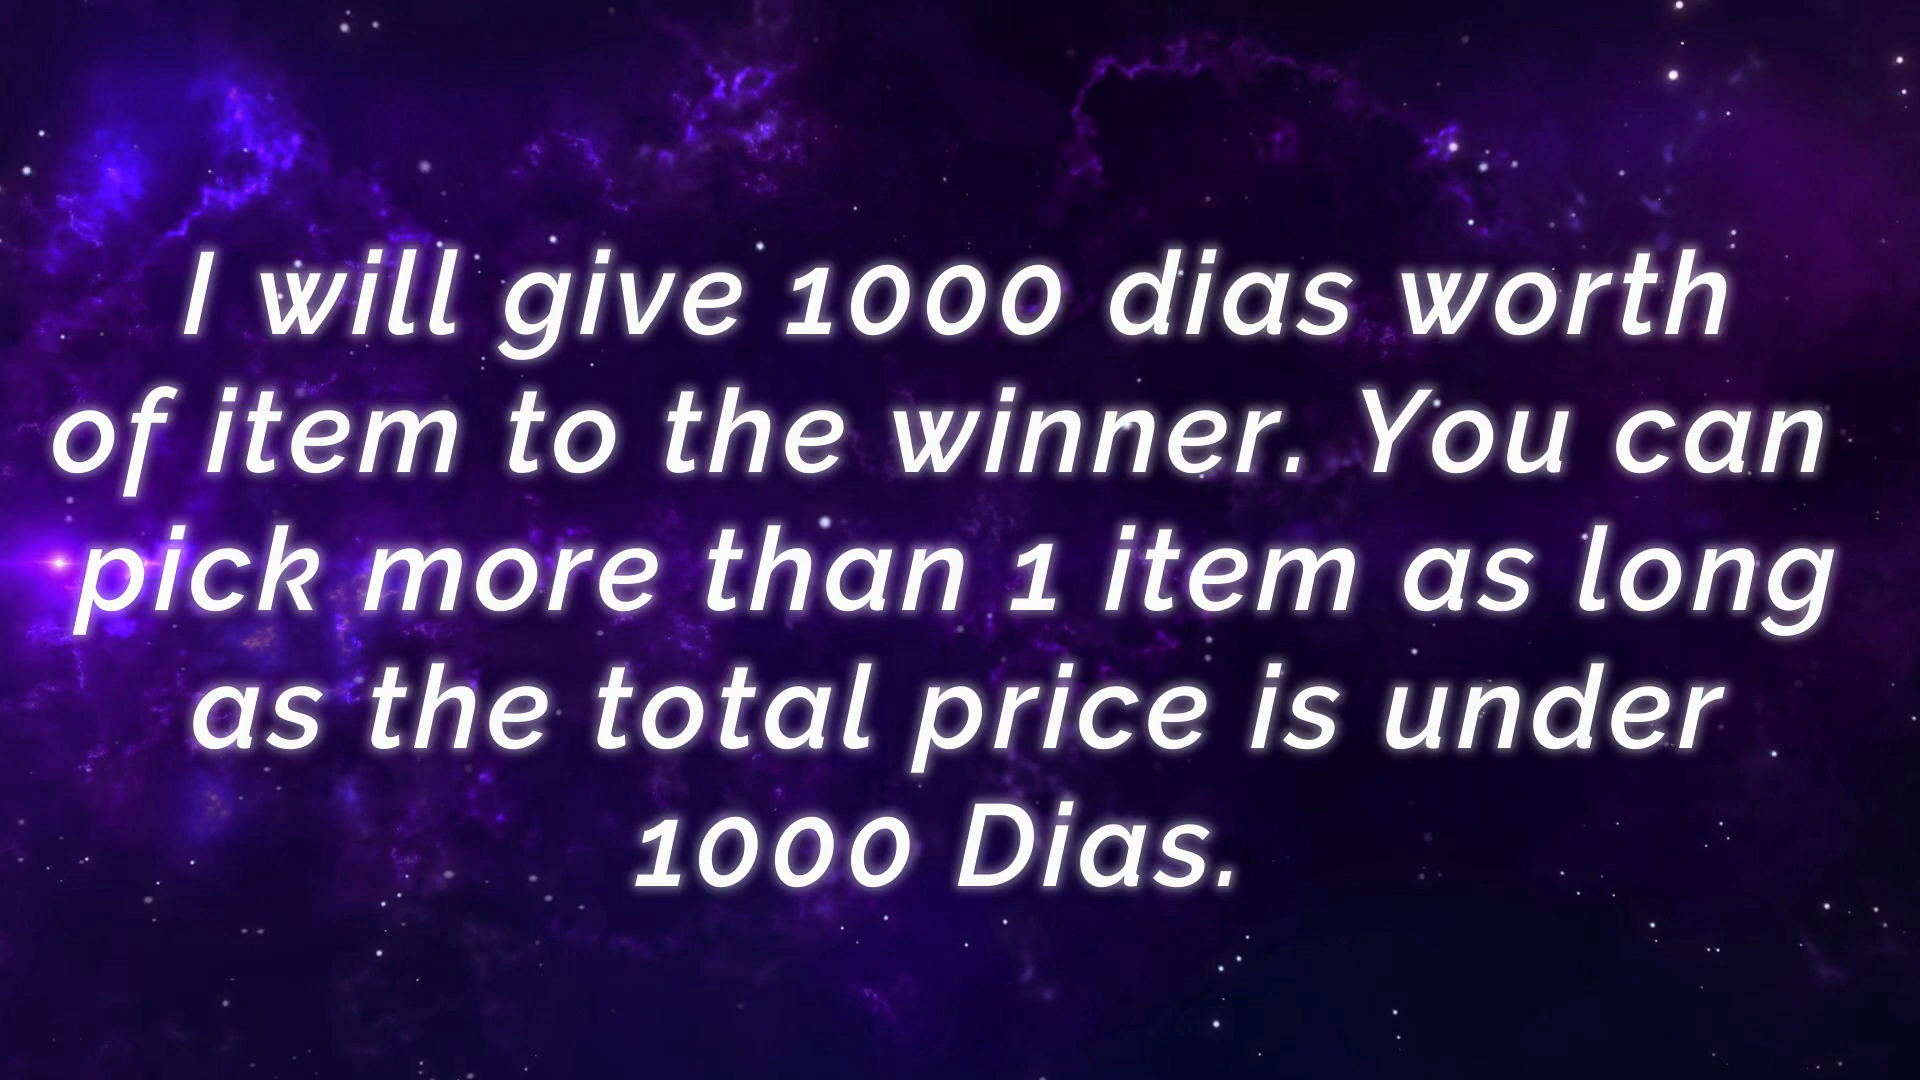 I will give 1000 dias worth
of item to the winner. You can
pick more than 1 item as long
as the total price is under
1000 Dias.